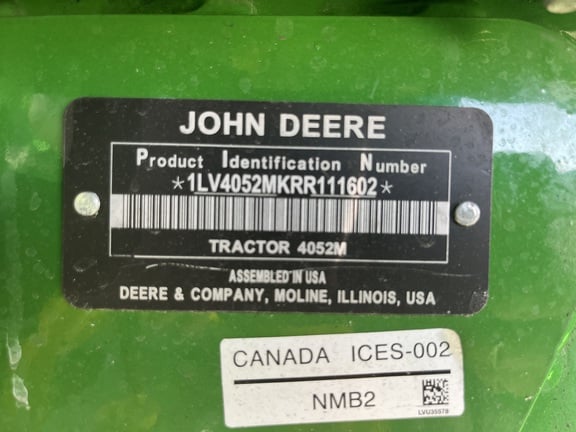 JOHN DEERE
Product Identification Number
*1LV4052MKRR111602*
TRACTOR 4052M
ASSEMBLED IN USA
DEERE & COMPANY, MOLINE, ILLINOIS, USA
CANADA ICES-002
NMB2
LVU35578